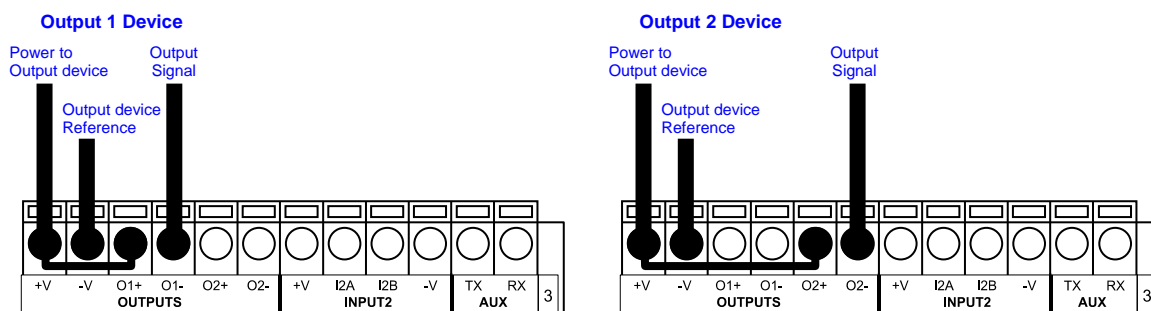 Output 1 Device
Power to
Output device
Output
Signal
Output device
Reference
+V -V O1+ O1- O2+ O2- +V I2A I2B -V TX RX
OUTPUTS INPUT2 AUX 3
Output 2 Device
Power to
Output device
Output
Signal
Output device
Reference
+V -V O1+ O1- O2+ O2- +V I2A I2B -V TX RX
OUTPUTS INPUT2 AUX 3